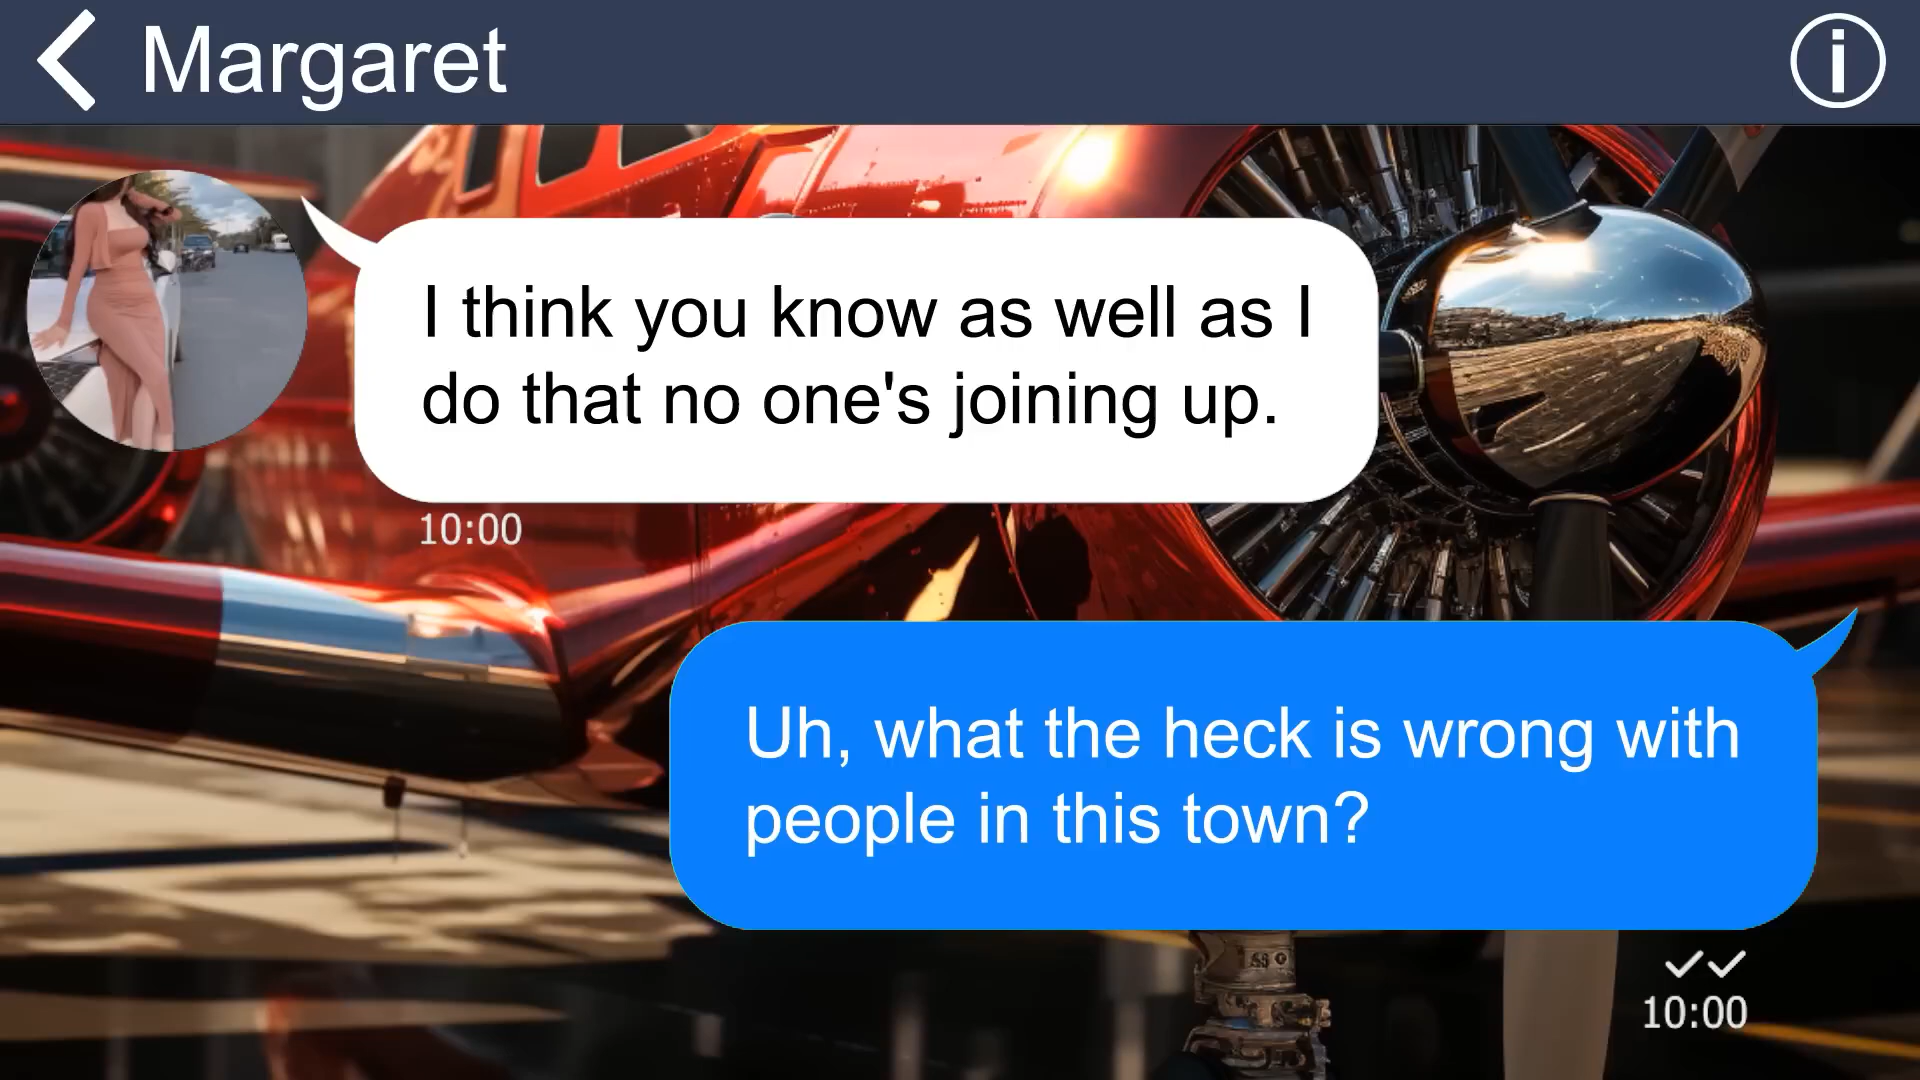 Margaret
I think you know as well as I
do that no one's joining up.
10:00
Uh, what the heck is wrong with
people in this town?
10:00